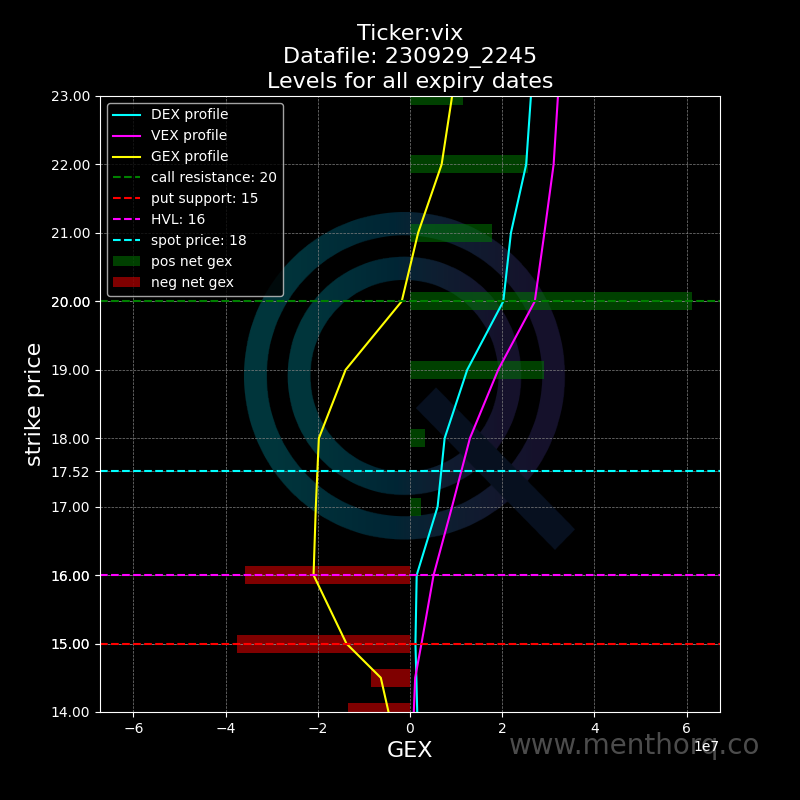 Ticker:vix
Datafile: 230929_2245
Levels for all expiry dates
DEX profile
VEX profile
GEX profile
call resistance: 20
put support: 15
HVL: 16
spot price: 18
pos net gex
neg net gex
strike price
23.00
22.00
21.00
20.00
19.00
18.00
17.52
17.00
16.00
15.00
14.00
−6
−4
−2
0
2
4
6
1e7
GEX
www.menthorq.co